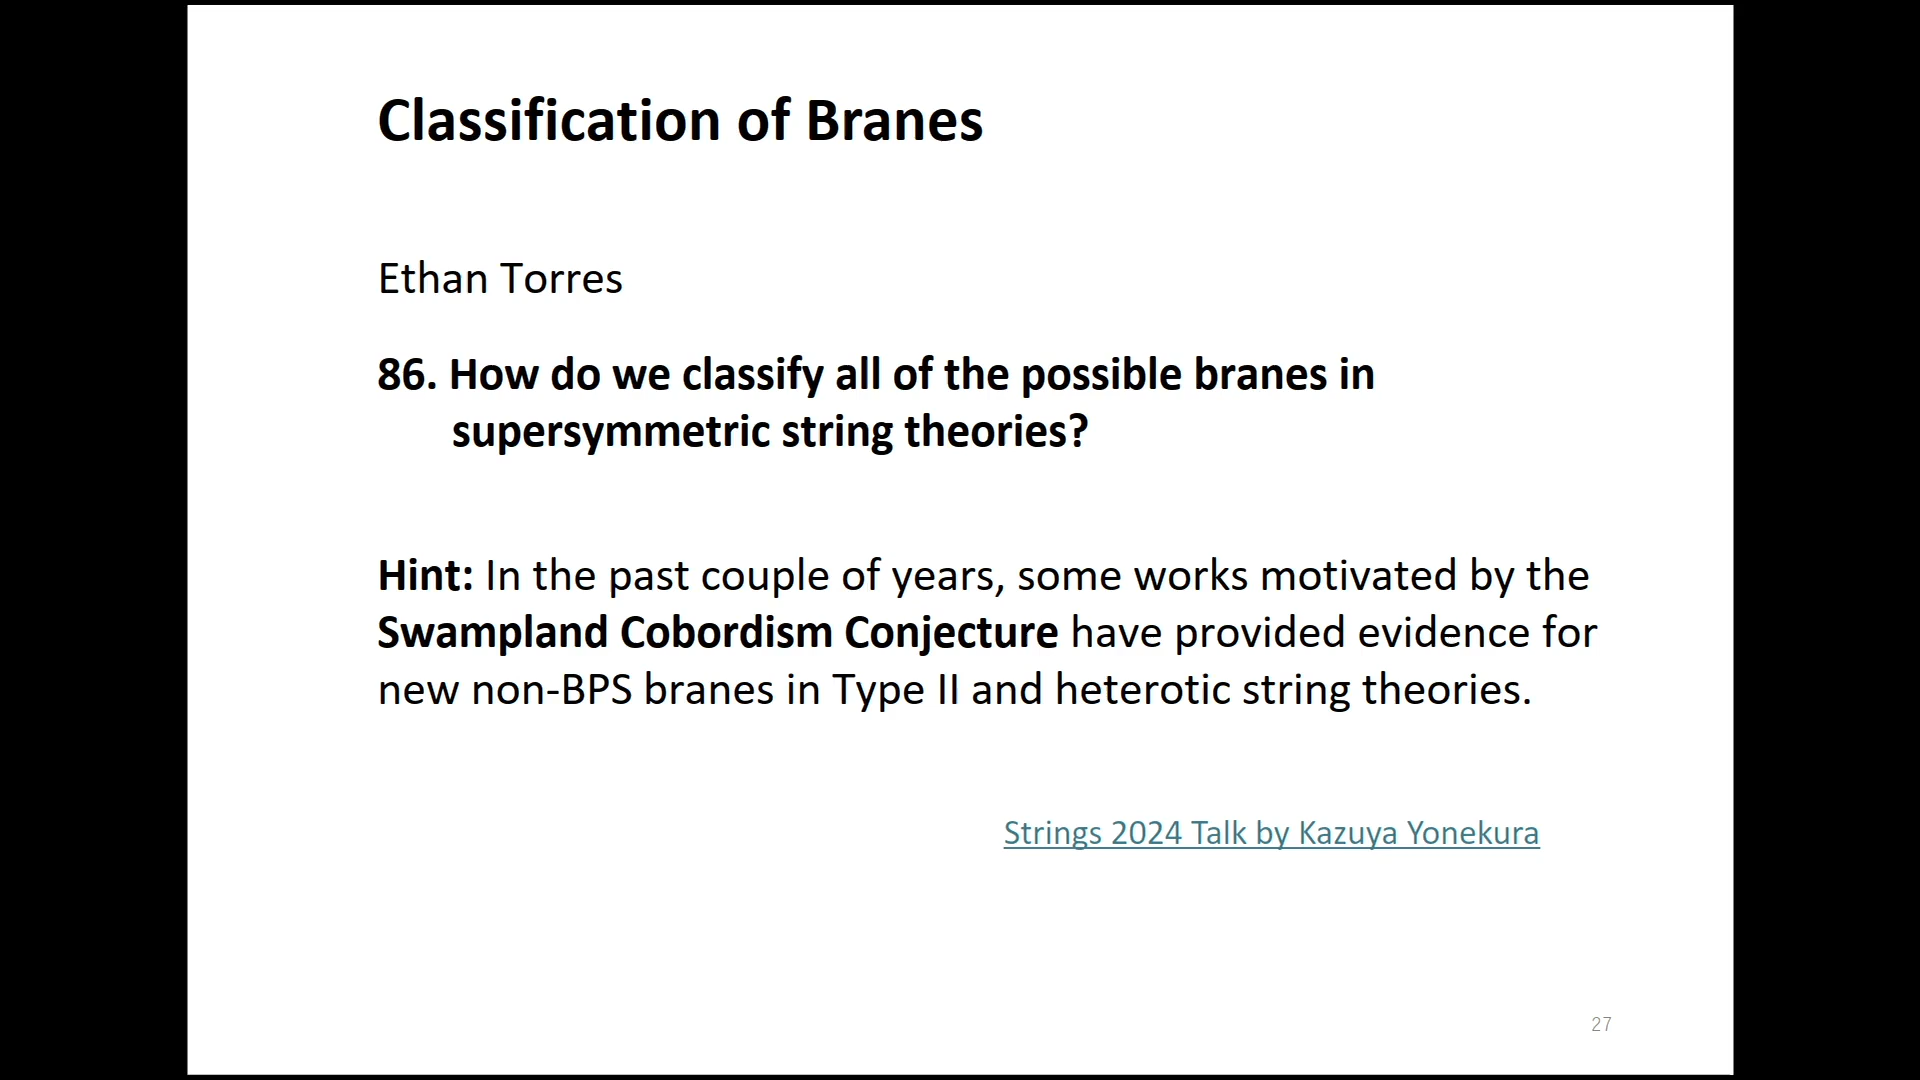 Classification of Branes
Ethan Torres
86. How do we classify all of the possible branes in
supersymmetric string theories?
Hint: In the past couple of years, some works motivated by the
Swampland Cobordism Conjecture have provided evidence for
new non-BPS branes in Type II and heterotic string theories.
Strings 2024 Talk by Kazuya Yonekura
27